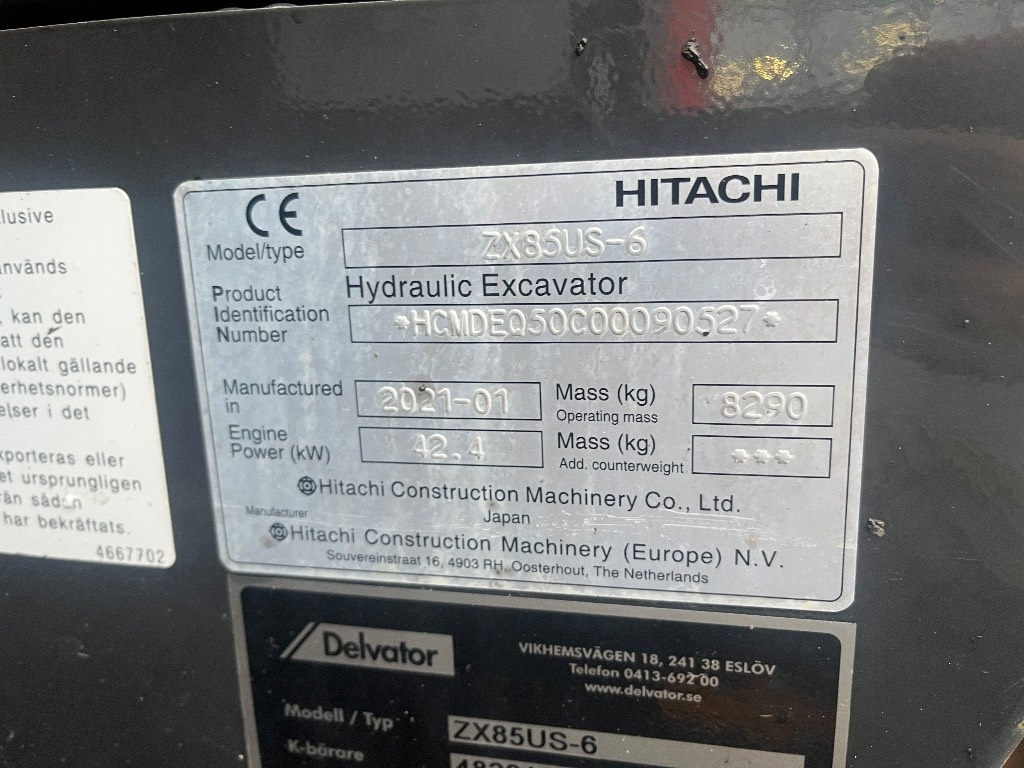 lusive
nvänds
, kan den
att den
lokalt gällande
erhetsnormer)
elser i det
xporteras eller
et ursprungligen
rån sådan
har bekräftats.
4667702
CE
HITACHI
Model/type ZX85US-6
Hydraulic Excavator
Product
Identification
Number
*HCMDEQ50C00090527*
Manufactured
in
2021-01
Mass (kg)
Operating mass
8290
Engine
Power (kW)
42.4
Mass (kg)
Add. counterweight
***
Hitachi Construction Machinery Co., Ltd.
Japan
Manufacturer
Hitachi Construction Machinery (Europe) N.V.
Souvereinstraat 16, 4903 RH, Oosterhout, The Netherlands
Delvator
VIKHEMSVÄGEN 18, 241 38 ESLÖV
Telefon 0413-692 00
www.delvator.se
Modell / Typ ZX85US-6
K-bärare